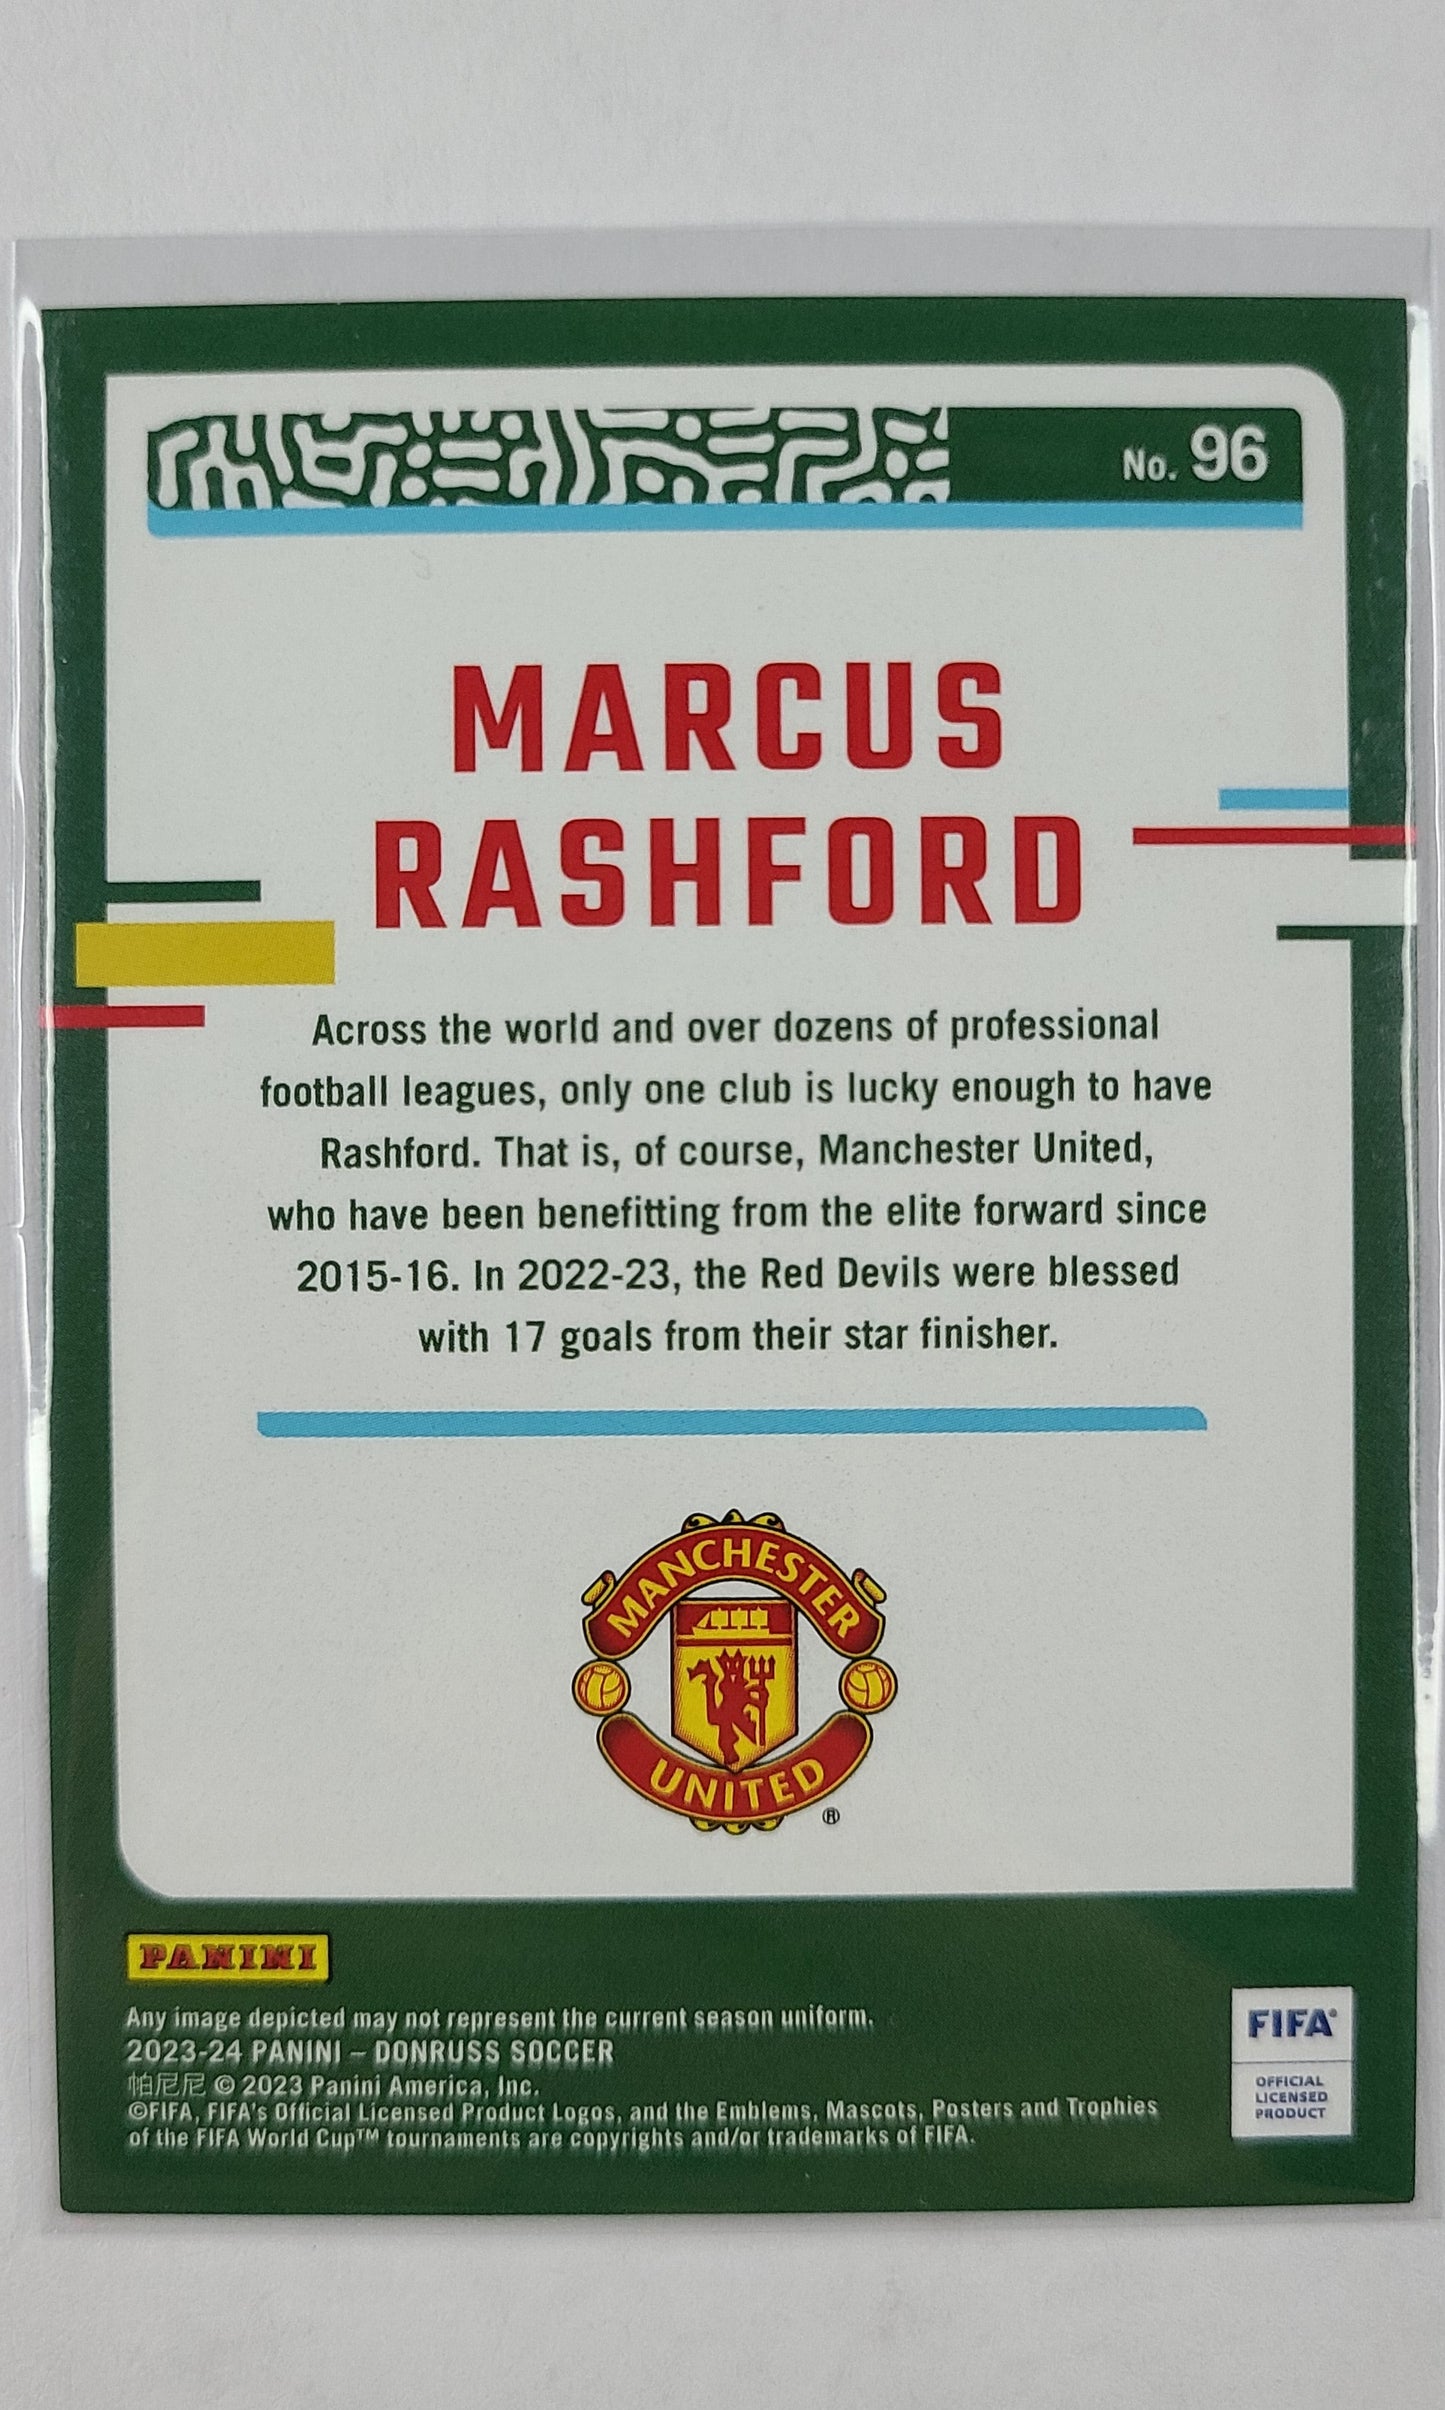 No. 96
MARCUS
RASHFORD
Across the world and over dozens of professional
football leagues, only one club is lucky enough to have
Rashford. That is, of course, Manchester United,
who have been benefitting from the elite forward since
2015-16. In 2022-23, the Red Devils were blessed
with 17 goals from their star finisher.
MANCHESTER
UNITED
®
PANINI
Any image depicted may not represent the current season uniform.
2023-24 PANINI – DONRUSS SOCCER
帕尼尼 © 2023 Panini America, Inc.
©FIFA, FIFA's Official Licensed Product Logos, and the Emblems, Mascots, Posters and Trophies
of the FIFA World Cup™ tournaments are copyrights and/or trademarks of FIFA.
FIFA®
OFFICIAL
LICENSED
PRODUCT